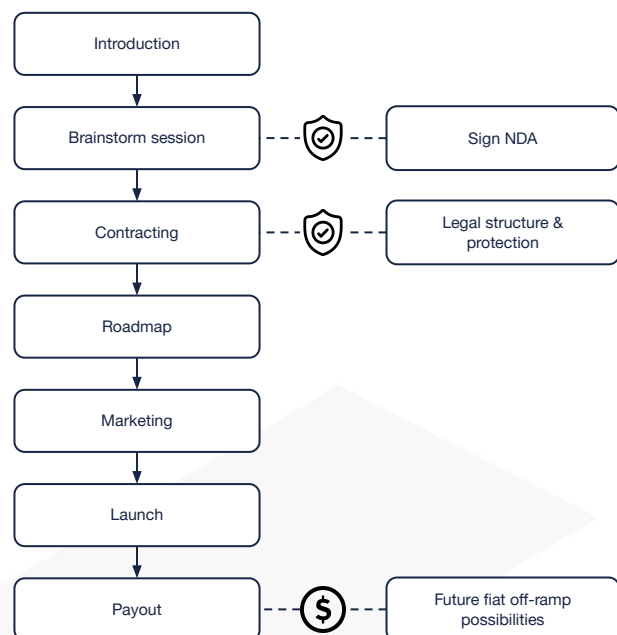 Introduction
Brainstorm session
Sign NDA
Contracting
Legal structure &
protection
Roadmap
Marketing
Launch
Payout
$
Future fiat off-ramp
possibilities